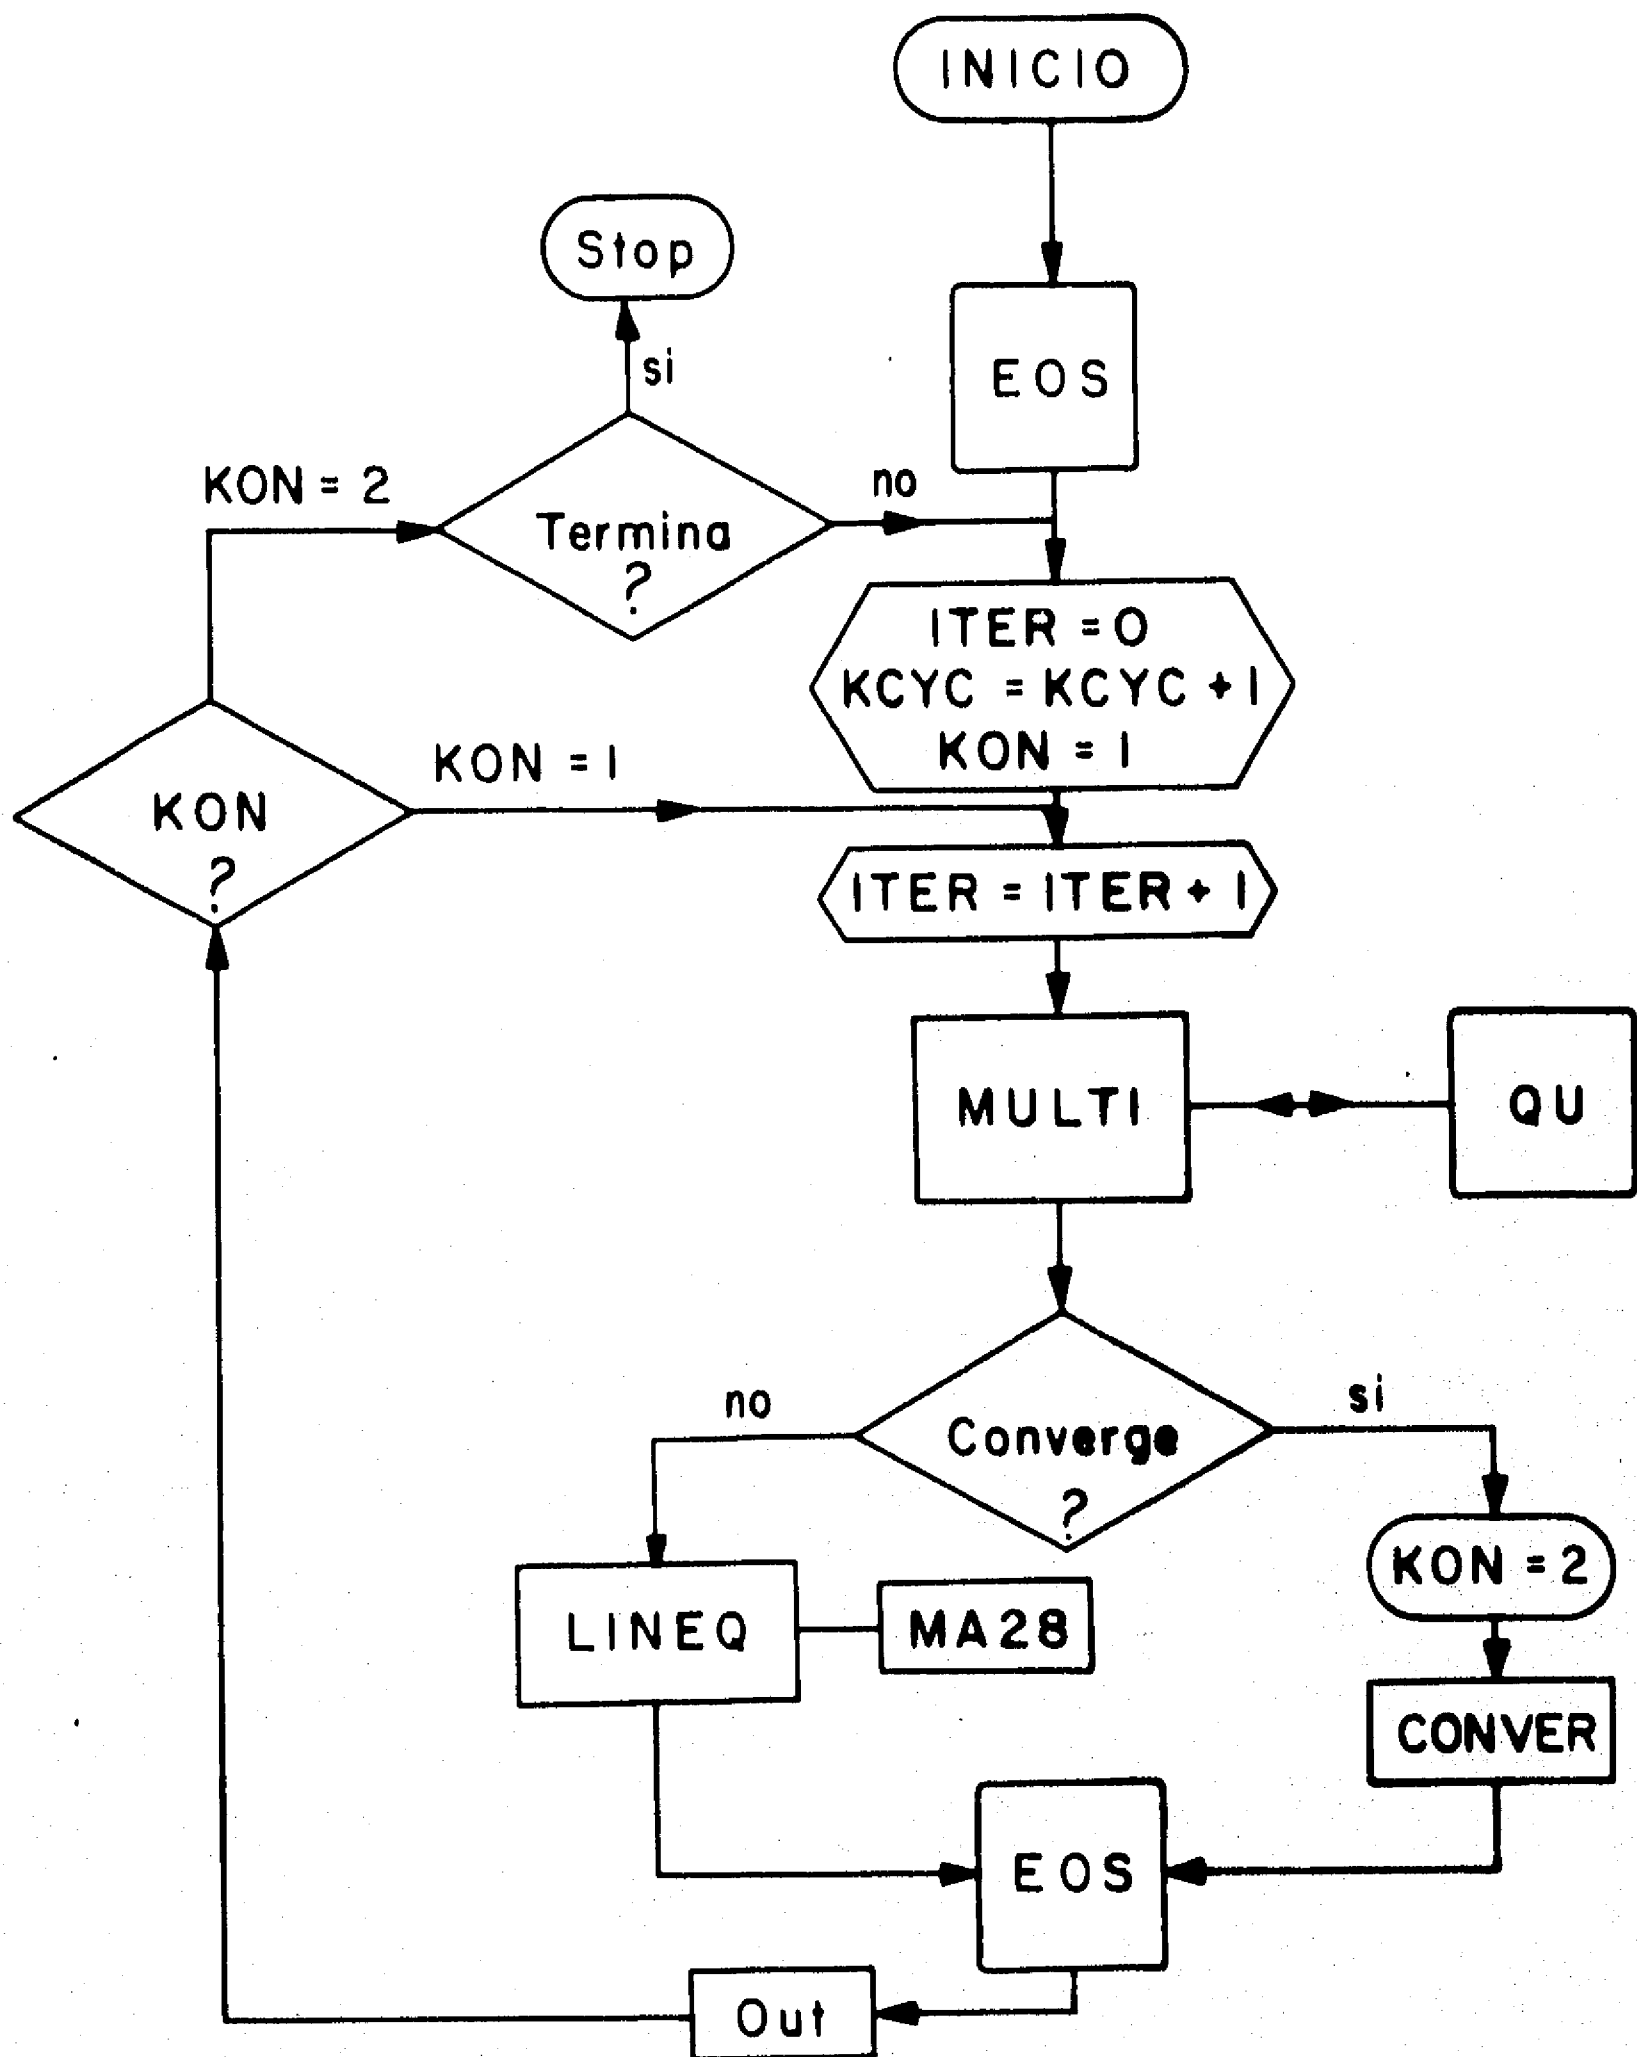 INICIO
Stop
si
EOS
KON = 2
no
Termina
?
ITER = 0
KCYC = KCYC + 1
KON = 1
KON = 1
KON
?
ITER = ITER + 1
MULTI
QU
no
si
Converge
?
KON = 2
LINEQ
MA28
CONVER
EOS
Out